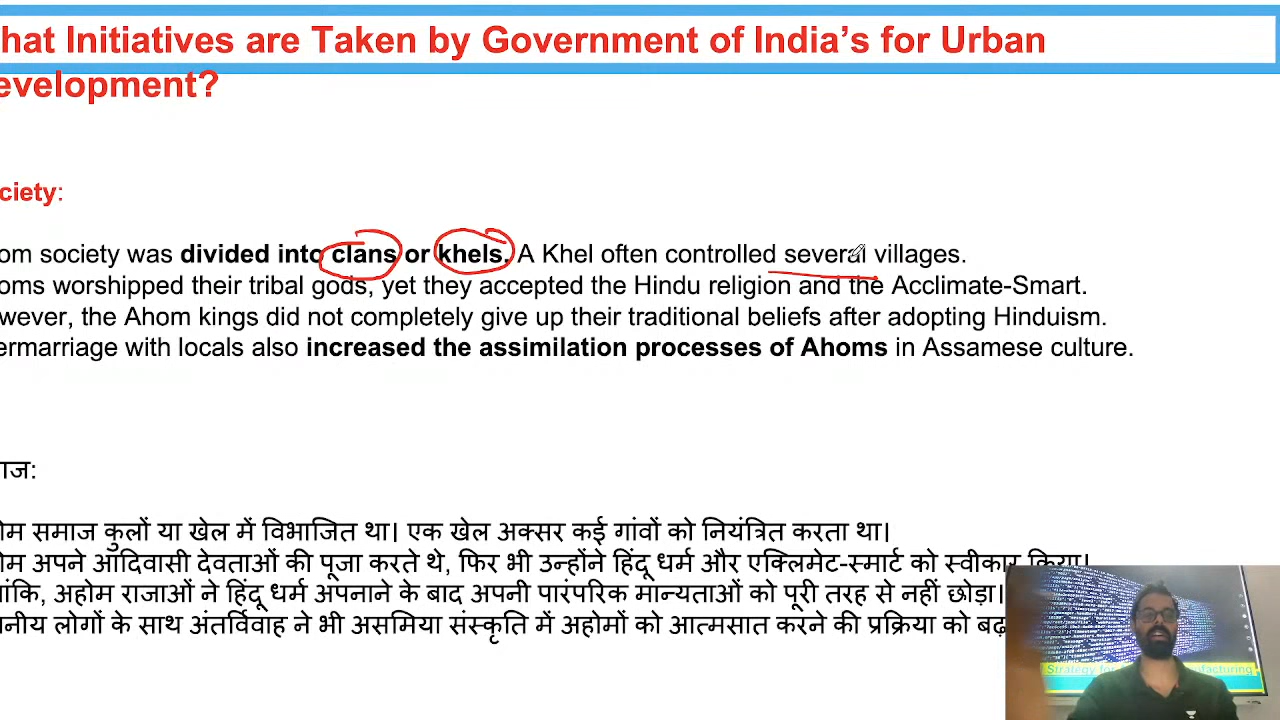 hat Initiatives are Taken by Government of India’s for Urban
evelopment?
ciety:
om society was divided into clans or khels. A Khel often controlled several villages.
oms worshipped their tribal gods, yet they accepted the Hindu religion and the Acclimate-Smart.
wever, the Ahom kings did not completely give up their traditional beliefs after adopting Hinduism.
ermarriage with locals also increased the assimilation processes of Ahoms in Assamese culture.
ाज:
ोम समाज कुलों या खेल में विभाजित था। एक खेल अक्सर कई गांवों को नियंत्रित करता था।
ोम अपने आदिवासी देवताओं की पूजा करते थे, फिर भी उन्होंने हिंदू धर्म और एक्लिमेट-स्मार्ट को स्वीकार किया।
ांकि, अहोम राजाओं ने हिंदू धर्म अपनाने के बाद अपनी पारंपरिक मान्यताओं को पूरी तरह से नहीं छोड़ा।
नीय लोगों के साथ अंतर्विवाह ने भी असमिया संस्कृति में अहोमों को आत्मसात करने की प्रक्रिया को बढ़
Strategy for